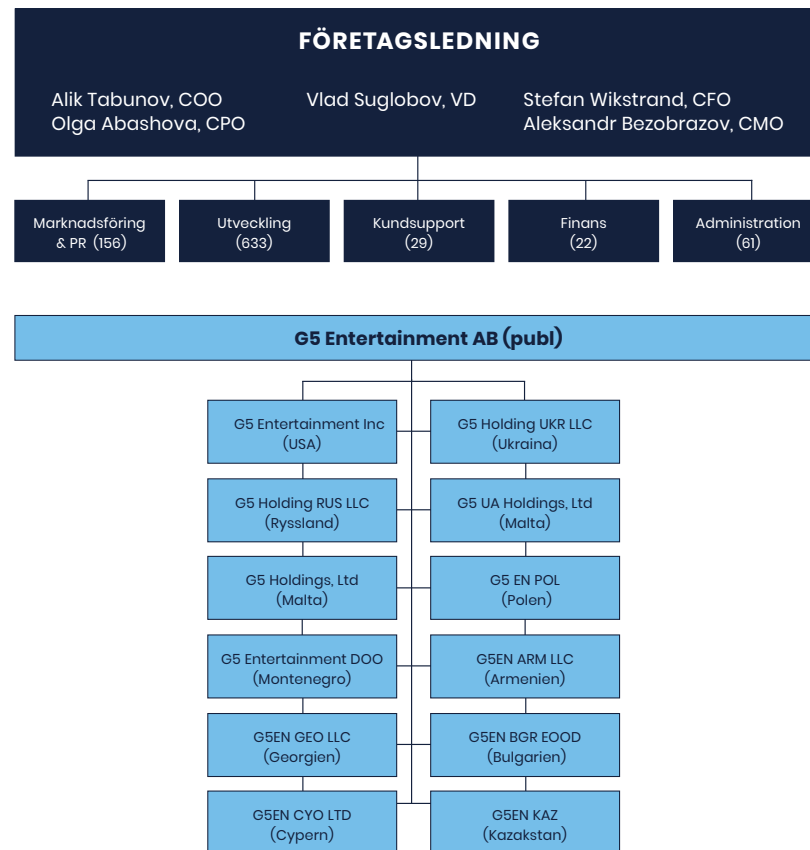 FÖRETAGSLEDNING
Alik Tabunov, COO
Olga Abashova, CPO
Vlad Suglobov, VD
Stefan Wikstrand, CFO
Aleksandr Bezobrazov, CMO
Marknadsföring
& PR (156)
Utveckling
(633)
Kundsupport
(29)
Finans
(22)
Administration
(61)
G5 Entertainment AB (publ)
G5 Entertainment Inc
(USA)
G5 Holding UKR LLC
(Ukraina)
G5 Holding RUS LLC
(Ryssland)
G5 UA Holdings, Ltd
(Malta)
G5 Holdings, Ltd
(Malta)
G5 EN POL
(Polen)
G5 Entertainment DOO
(Montenegro)
G5EN ARM LLC
(Armenien)
G5EN GEO LLC
(Georgien)
G5EN BGR EOOD
(Bulgarien)
G5EN CYO LTD
(Cypern)
G5EN KAZ
(Kazakstan)